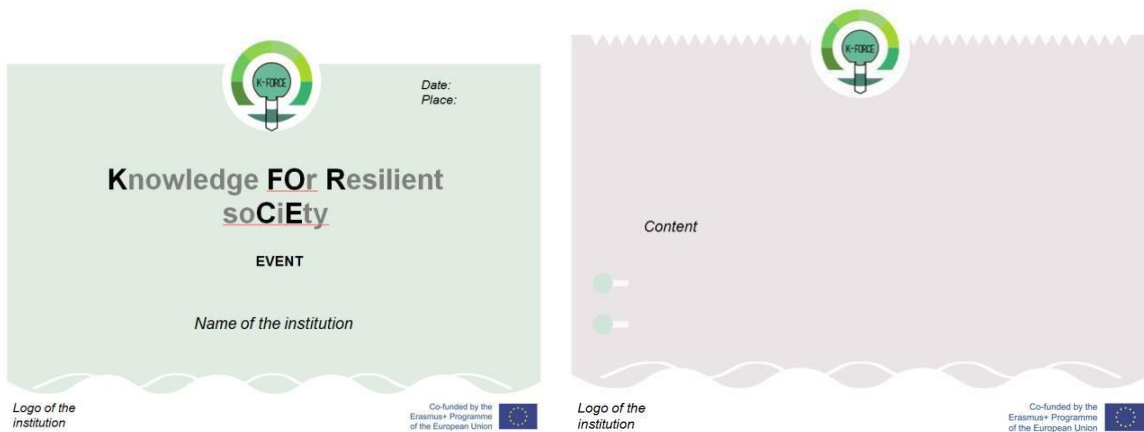 K-FORCE
Date:
Place:
Knowledge FOr Resilient
soCiEty
EVENT
Name of the institution
Logo of the
institution
Co-funded by the
Erasmus+ Programme
of the European Union
K-FORCE
Content
Logo of the
institution
Co-funded by the
Erasmus+ Programme
of the European Union